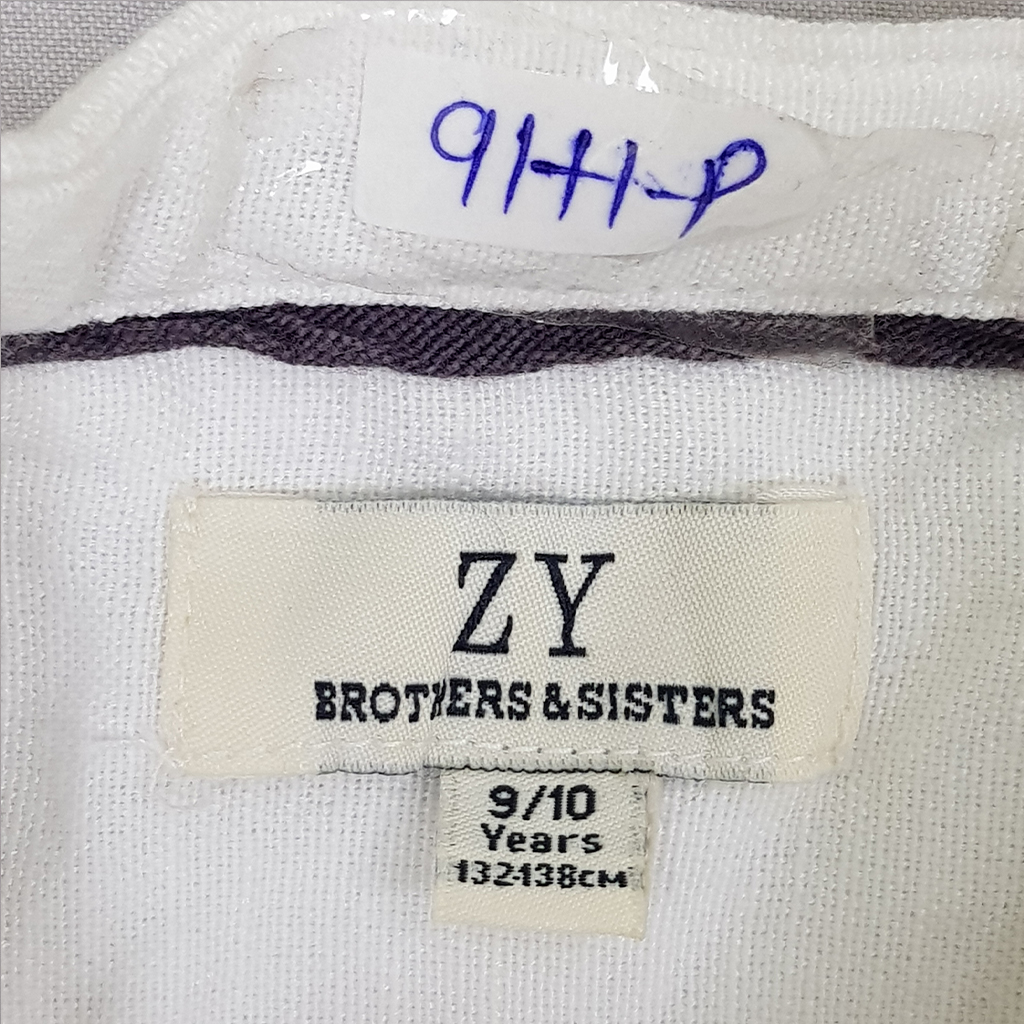 91H-P
ZY
BROTHERS & SISTERS
9/10
Years
132-138CM